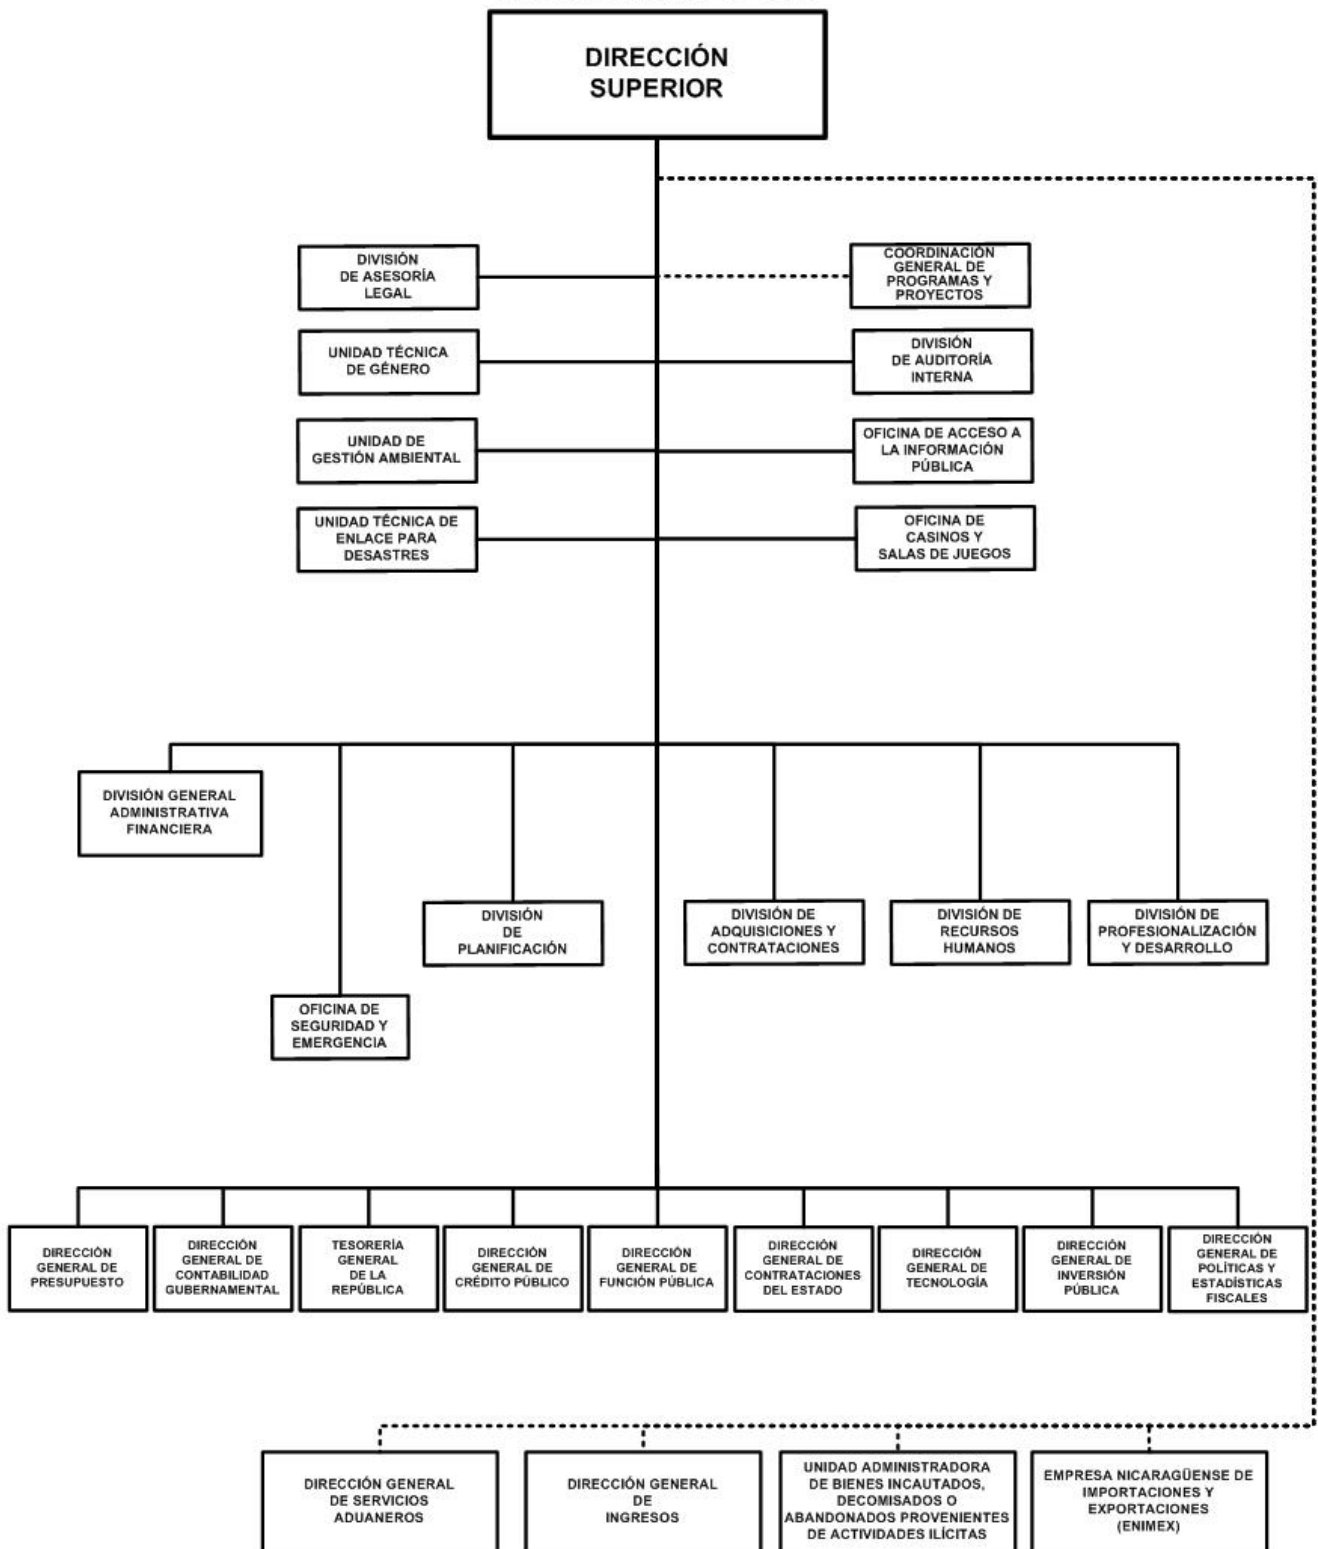 DIRECCIÓN
SUPERIOR
DIVISIÓN
DE ASESORÍA
LEGAL
COORDINACIÓN
GENERAL DE
PROGRAMAS Y
PROYECTOS
UNIDAD TÉCNICA
DE GÉNERO
DIVISIÓN
DE AUDITORÍA
INTERNA
UNIDAD DE
GESTIÓN AMBIENTAL
OFICINA DE ACCESO A
LA INFORMACIÓN
PÚBLICA
UNIDAD TÉCNICA DE
ENLACE PARA
DESASTRES
OFICINA DE
CASINOS Y
SALAS DE JUEGOS
DIVISIÓN GENERAL
ADMINISTRATIVA
FINANCIERA
DIVISIÓN
DE
PLANIFICACIÓN
DIVISIÓN DE
ADQUISICIONES Y
CONTRATACIONES
DIVISIÓN DE
RECURSOS
HUMANOS
DIVISIÓN DE
PROFESIONALIZACIÓN
Y DESARROLLO
OFICINA DE
SEGURIDAD Y
EMERGENCIA
DIRECCIÓN
GENERAL DE
PRESUPUESTO
DIRECCIÓN
GENERAL DE
CONTABILIDAD
GUBERNAMENTAL
TESORERÍA
GENERAL
DE LA
REPÚBLICA
DIRECCIÓN
GENERAL DE
CRÉDITO PÚBLICO
DIRECCIÓN
GENERAL DE
FUNCIÓN PÚBLICA
DIRECCIÓN
GENERAL DE
CONTRATACIONES
DEL ESTADO
DIRECCIÓN
GENERAL DE
TECNOLOGÍA
DIRECCIÓN
GENERAL DE
INVERSIÓN
PÚBLICA
DIRECCIÓN
GENERAL DE
POLÍTICAS Y
ESTADÍSTICAS
FISCALES
DIRECCIÓN GENERAL
DE SERVICIOS
ADUANEROS
DIRECCIÓN GENERAL
DE
INGRESOS
UNIDAD ADMINISTRADORA
DE BIENES INCAUTADOS,
DECOMISADOS O
ABANDONADOS PROVENIENTES
DE ACTIVIDADES ILÍCITAS
EMPRESA NICARAGÜENSE DE
IMPORTACIONES Y
EXPORTACIONES
(ENIMEX)